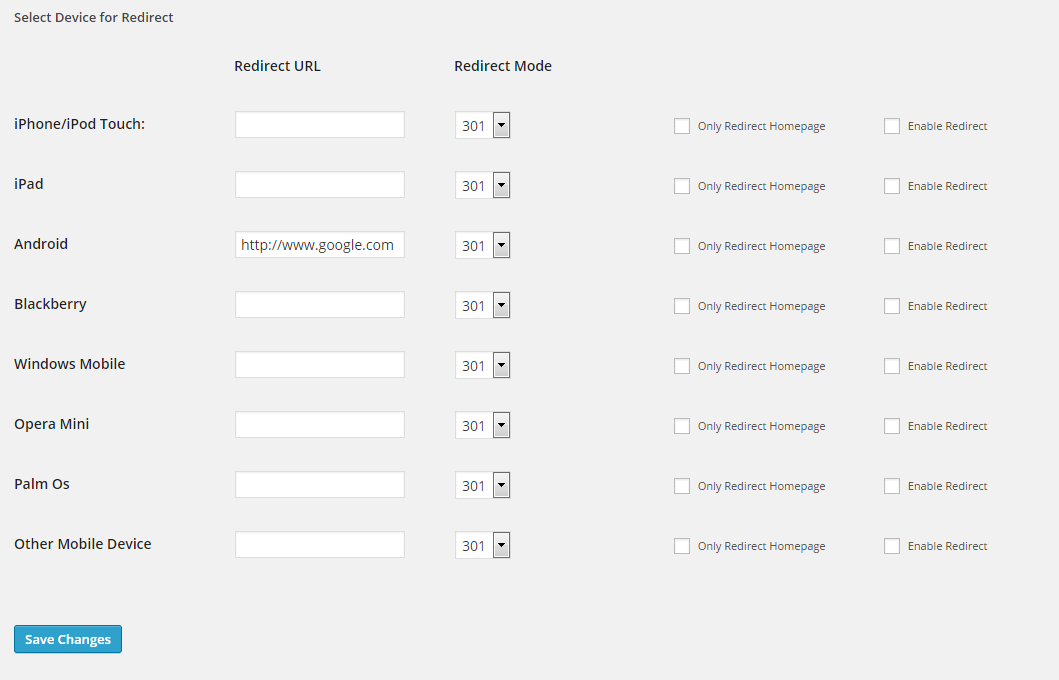 Select Device for Redirect
Redirect URL Redirect Mode
iPhone/iPod Touch: 301 Only Redirect Homepage Enable Redirect
iPad 301 Only Redirect Homepage Enable Redirect
Android http://www.google.com 301 Only Redirect Homepage Enable Redirect
Blackberry 301 Only Redirect Homepage Enable Redirect
Windows Mobile 301 Only Redirect Homepage Enable Redirect
Opera Mini 301 Only Redirect Homepage Enable Redirect
Palm Os 301 Only Redirect Homepage Enable Redirect
Other Mobile Device 301 Only Redirect Homepage Enable Redirect
Save Changes